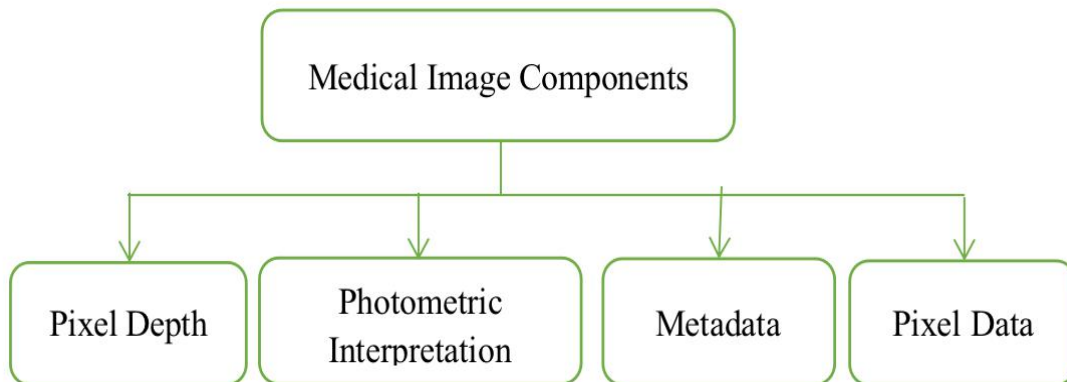 Medical Image Components
Pixel Depth
Photometric
Interpretation
Metadata
Pixel Data